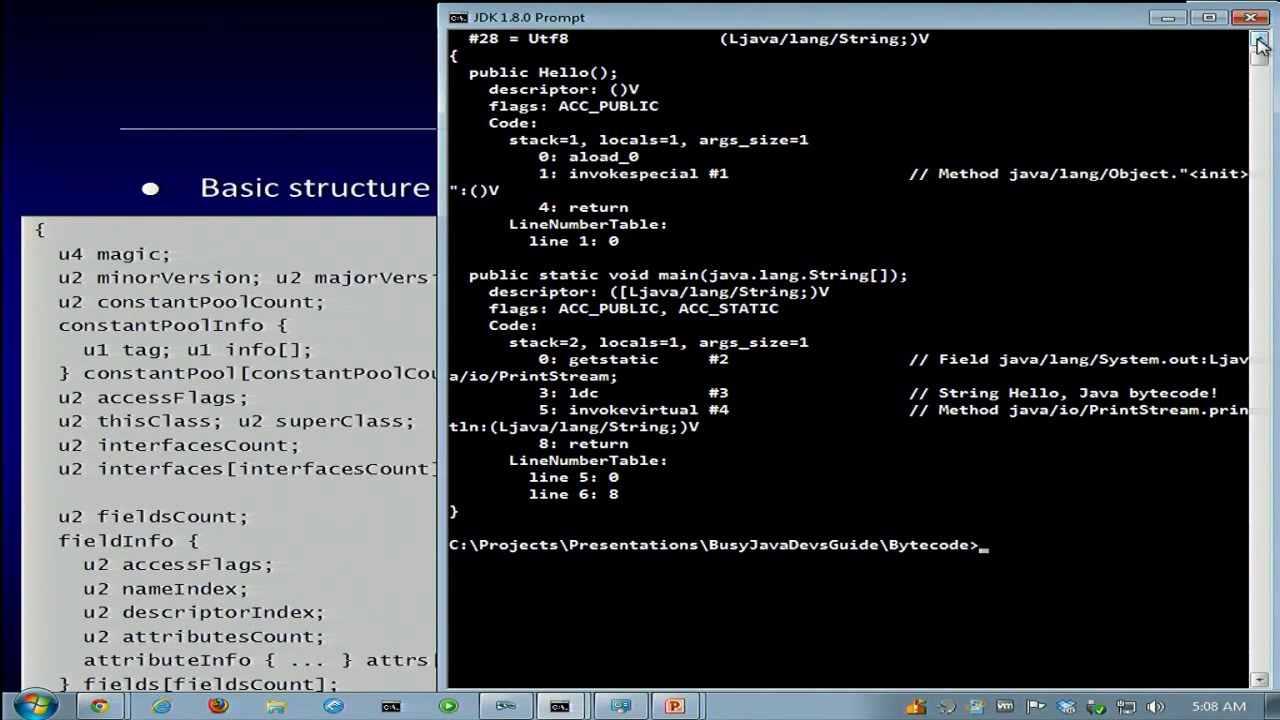 JDK 1.8.0 Prompt
#28 = Utf8 (Ljava/lang/String;)V
{
public Hello();
descriptor: ()V
flags: ACC_PUBLIC
Code:
stack=1, locals=1, args_size=1
0: aload_0
1: invokespecial #1 // Method java/lang/Object."<init>
":()V
4: return
LineNumberTable:
line 1: 0
public static void main(java.lang.String[]);
descriptor: ([Ljava/lang/String;)V
flags: ACC_PUBLIC, ACC_STATIC
Code:
stack=2, locals=1, args_size=1
0: getstatic #2 // Field java/lang/System.out:Ljav
a/io/PrintStream;
3: ldc #3 // String Hello, Java bytecode!
5: invokevirtual #4 // Method java/io/PrintStream.prin
tln:(Ljava/lang/String;)V
8: return
LineNumberTable:
line 5: 0
line 6: 8
}
C:\Projects\Presentations\BusyJavaDevsGuide\Bytecode>_
● Basic structure
{
u4 magic;
u2 minorVersion; u2 majorVersi
u2 constantPoolCount;
constantPoolInfo {
u1 tag; u1 info[];
} constantPool[constantPoolCou
u2 accessFlags;
u2 thisClass; u2 superClass;
u2 interfacesCount;
u2 interfaces[interfacesCount]
u2 fieldsCount;
fieldInfo {
u2 accessFlags;
u2 nameIndex;
u2 descriptorIndex;
u2 attributesCount;
attributeInfo { ... } attrs[
} fields[fieldsCount];
5:08 AM